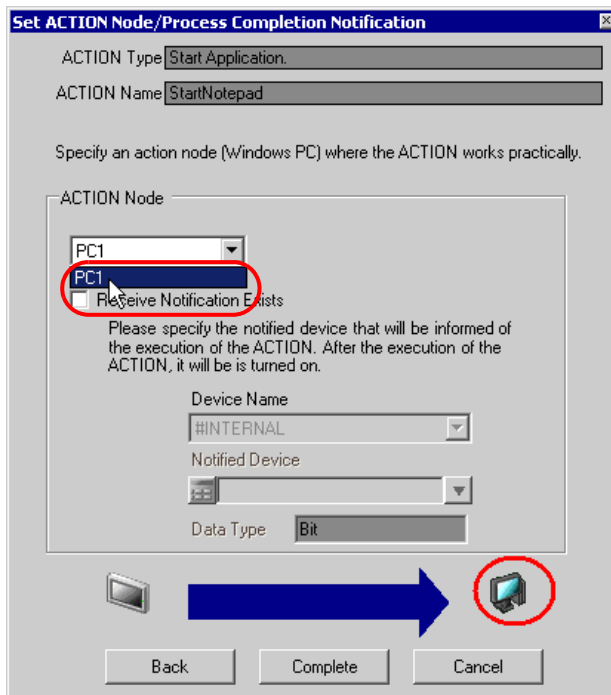 Set ACTION Node/Process Completion Notification
ACTION Type Start Application.
ACTION Name StartNotepad
Specify an action node (Windows PC) where the ACTION works practically.
ACTION Node
PC1
PC1
Receive Notification Exists
Please specify the notified device that will be informed of
the execution of the ACTION. After the execution of the
ACTION, it will be is turned on.
Device Name
#INTERNAL
Notified Device
Data Type Bit
Back Complete Cancel